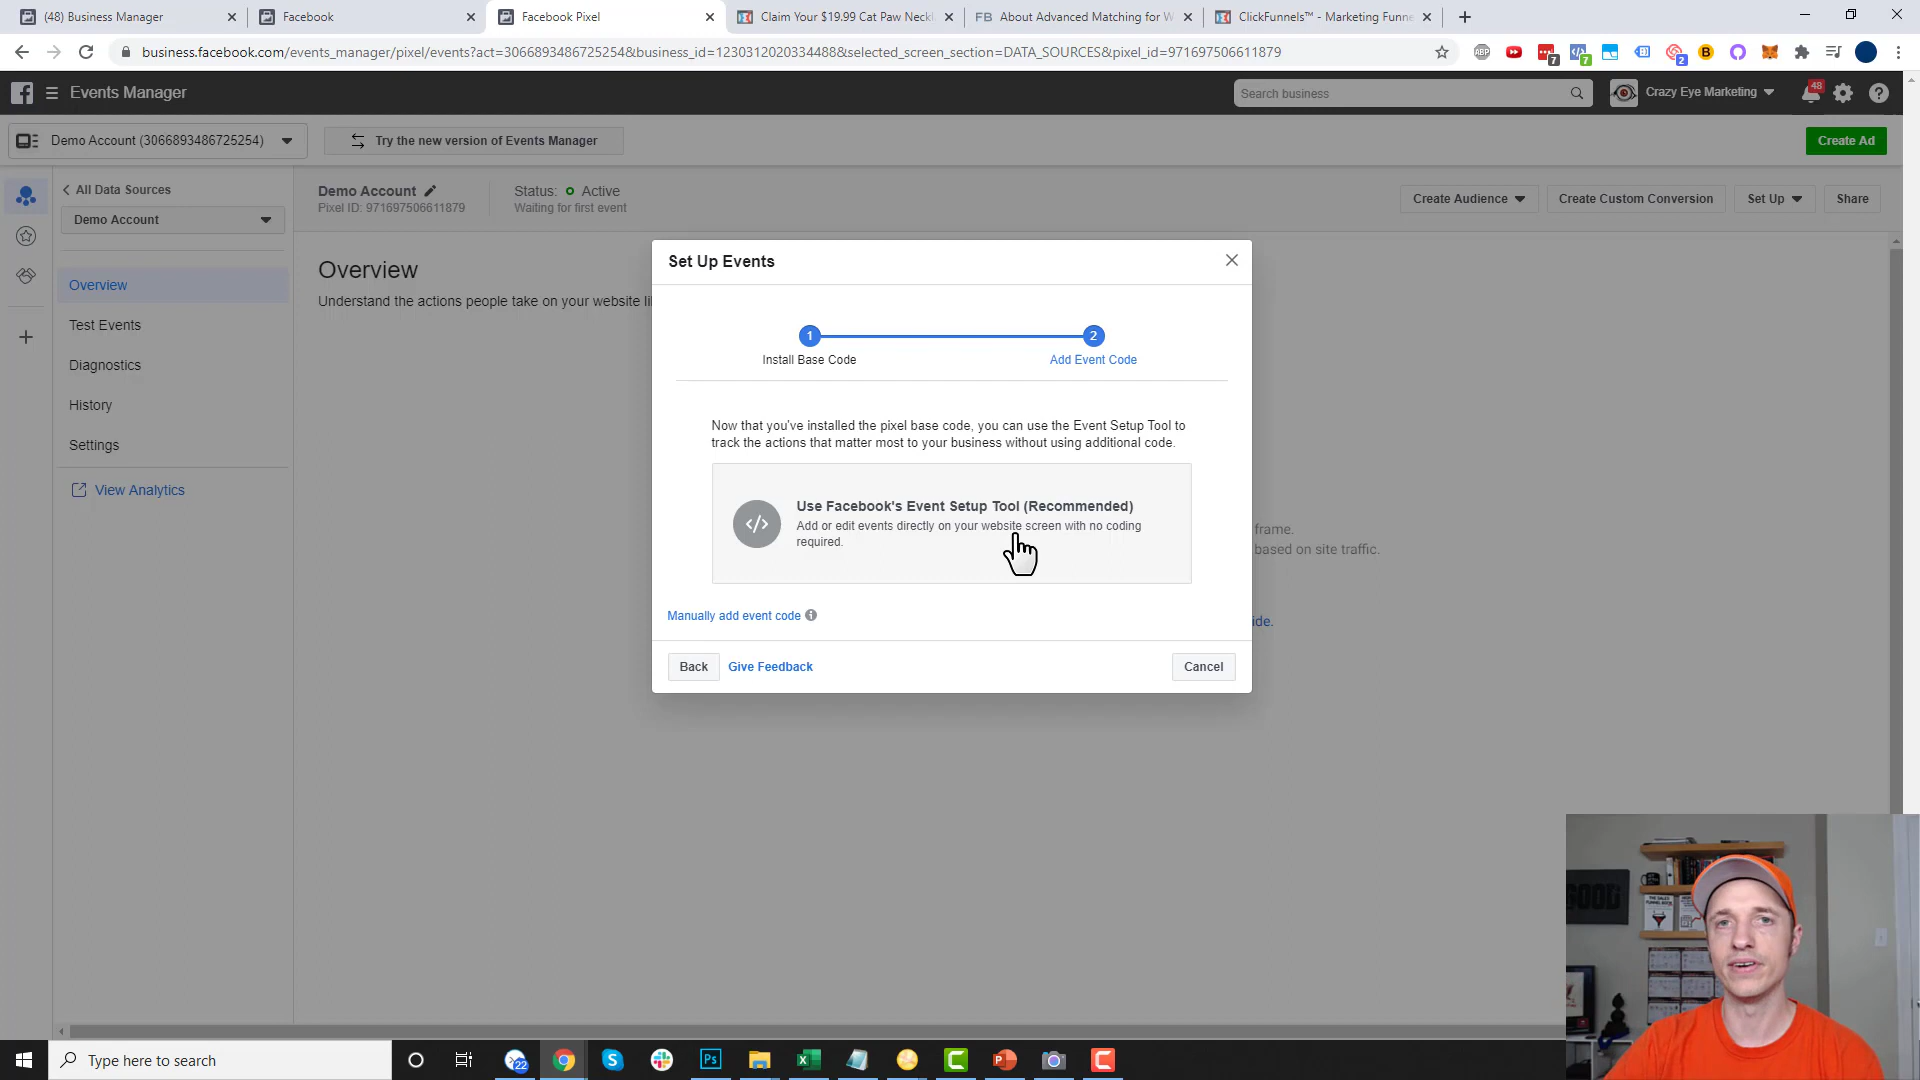 (48) Business Manager
Facebook
Facebook Pixel
Claim Your $19.99 Cat Paw Neckl
FB About Advanced Matching for W
ClickFunnels™ - Marketing Funne
business.facebook.com/events_manager/pixel/events?act=3066893486725254&business_id=1230312020334488&selected_screen_section=DATA_SOURCES&pixel_id=971697506611879
ABP
7
7
2
B
Events Manager
Search business
Crazy Eye Marketing
48
Demo Account (3066893486725254)
Try the new version of Events Manager
Create Ad
All Data Sources
Demo Account
Demo Account
Pixel ID: 971697506611879
Status: Active
Waiting for first event
Create Audience
Create Custom Conversion
Set Up
Share
Overview
Test Events
Diagnostics
History
Settings
View Analytics
Overview
Understand the actions people take on your website li
frame.
based on site traffic.
ide.
Set Up Events
1
2
Install Base Code
Add Event Code
Now that you've installed the pixel base code, you can use the Event Setup Tool to
track the actions that matter most to your business without using additional code.
</>
Use Facebook's Event Setup Tool (Recommended)
Add or edit events directly on your website screen with no coding
required.
Manually add event code
Back
Give Feedback
Cancel
GOOD
Type here to search
22
Ps